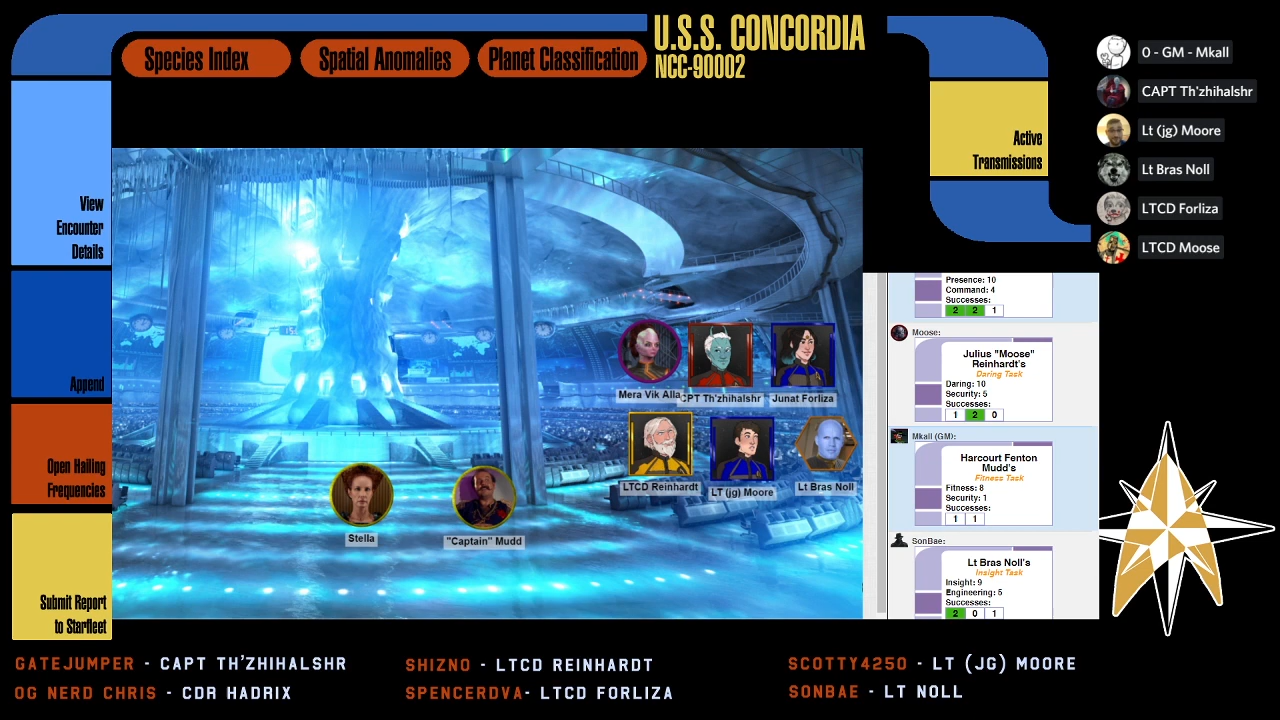 Species Index
Spatial Anomalies
Planet Classification
U.S.S. CONCORDIA
NCC-90002
Active
Transmissions
0 - GM - Mkall
CAPT Th'zhihalshr
Lt (jg) Moore
Lt Bras Noll
LTCD Forliza
LTCD Moose
View
Encounter
Details
Append
Open Hailing
Frequencies
Submit Report
to Starfleet
Mera Vik Alla
CPT Th'zhihalshr
Junat Forliza
LTCD Reinhardt
LT (jg) Moore
Lt Bras Noll
Stella
"Captain" Mudd
Presence: 10
Command: 4
Successes:
2 2 1
Moose:
Julius "Moose"
Reinhardt's
Daring Task
Daring: 10
Security: 5
Successes:
1 2 0
Mkall (GM):
Harcourt Fenton
Mudd's
Fitness Task
Fitness: 8
Security: 1
Successes:
1 1
SonBae:
Lt Bras Noll's
Insight Task
Insight: 9
Engineering: 5
Successes:
2 0 1
GATEJUMPER - CAPT TH'ZHIHALSHR
SHIZNO - LTCD REINHARDT
SCOTTY4250 - LT (JG) MOORE
OG NERD CHRIS - CDR HADRIX
SPENCERDVA- LTCD FORLIZA
SONBAE - LT NOLL